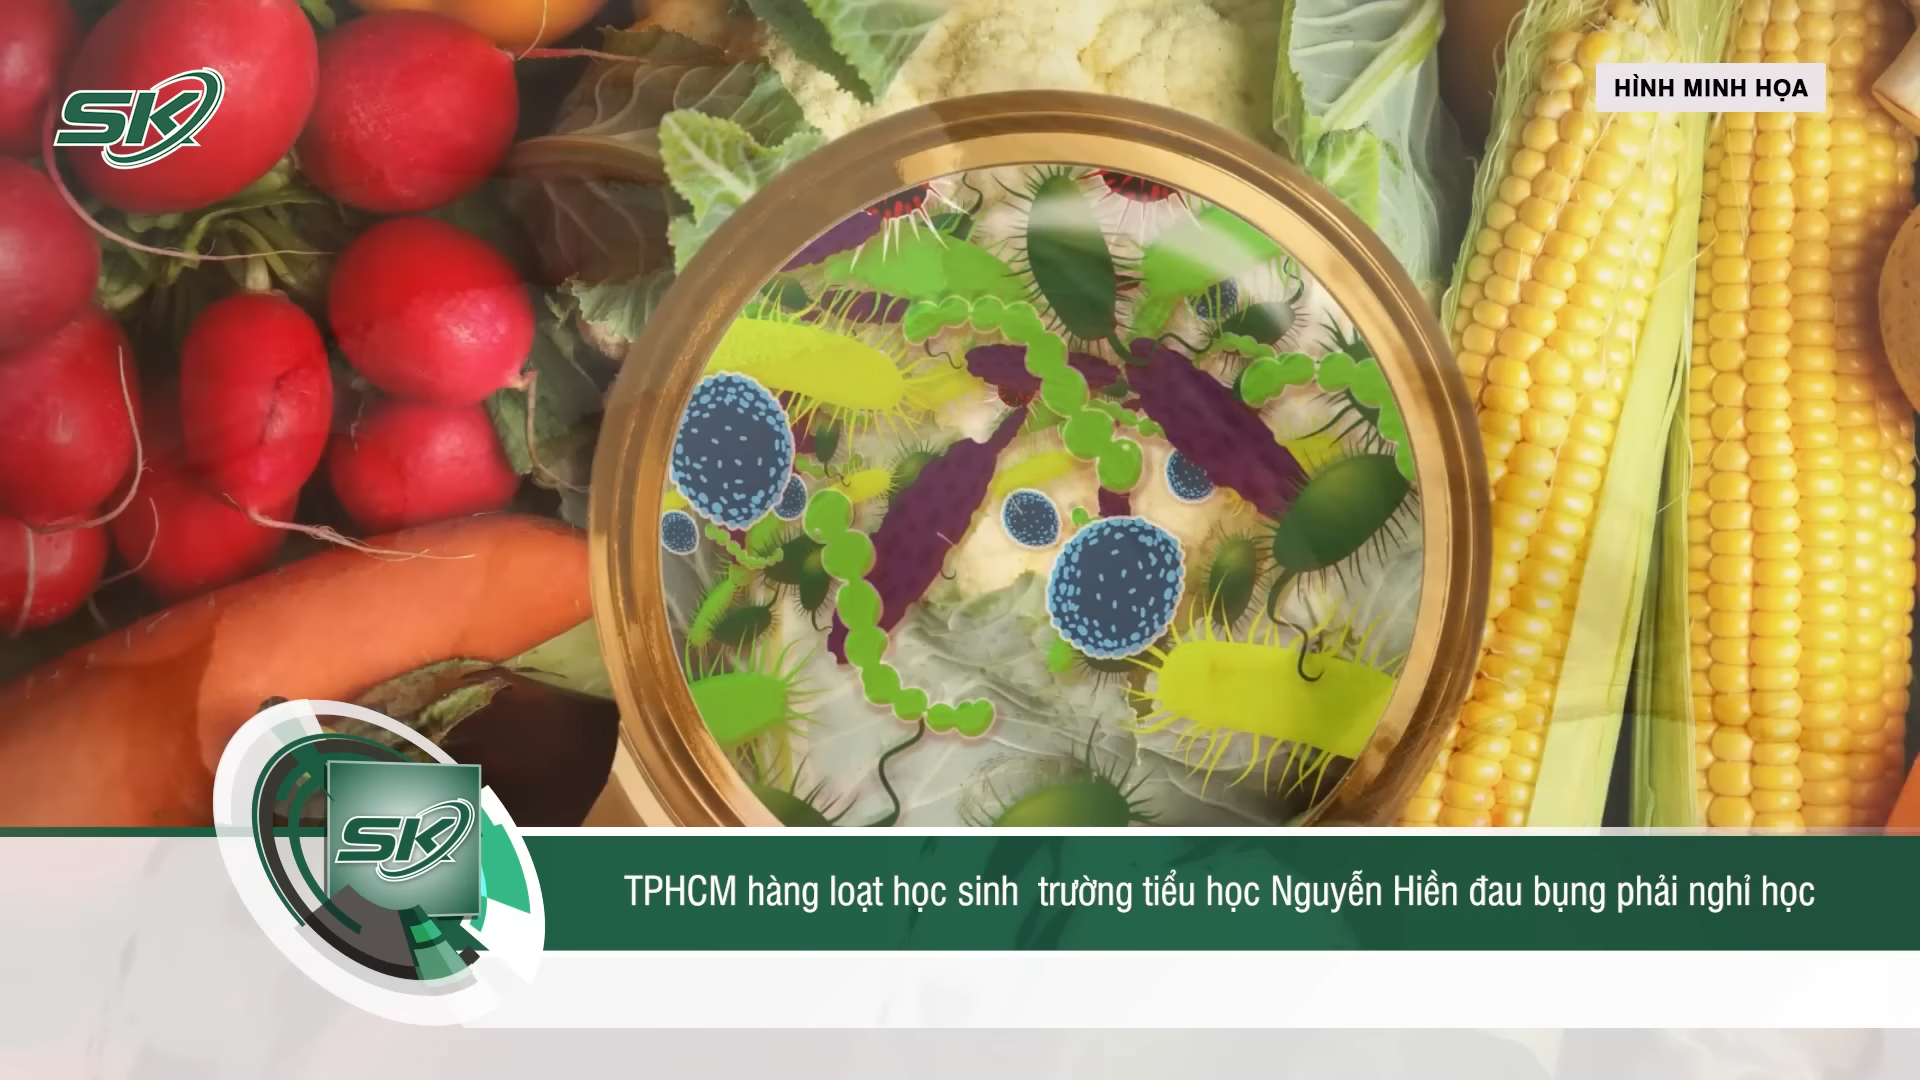 SK
HÌNH MINH HỌA
SK
TPHCM hàng loạt học sinh  trường tiểu học Nguyễn Hiền đau bụng phải nghỉ học